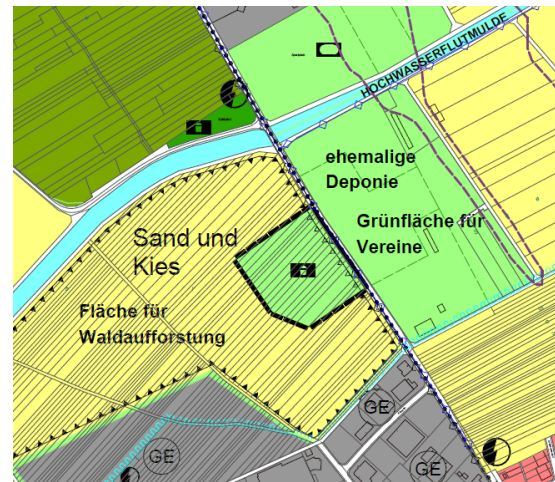 HOCHWASSERFLUTMULDE
ehemalige
Deponie
Grünfläche für
Vereine
Sand und
Kies
Fläche für
Waldaufforstung
GE
GE
GE